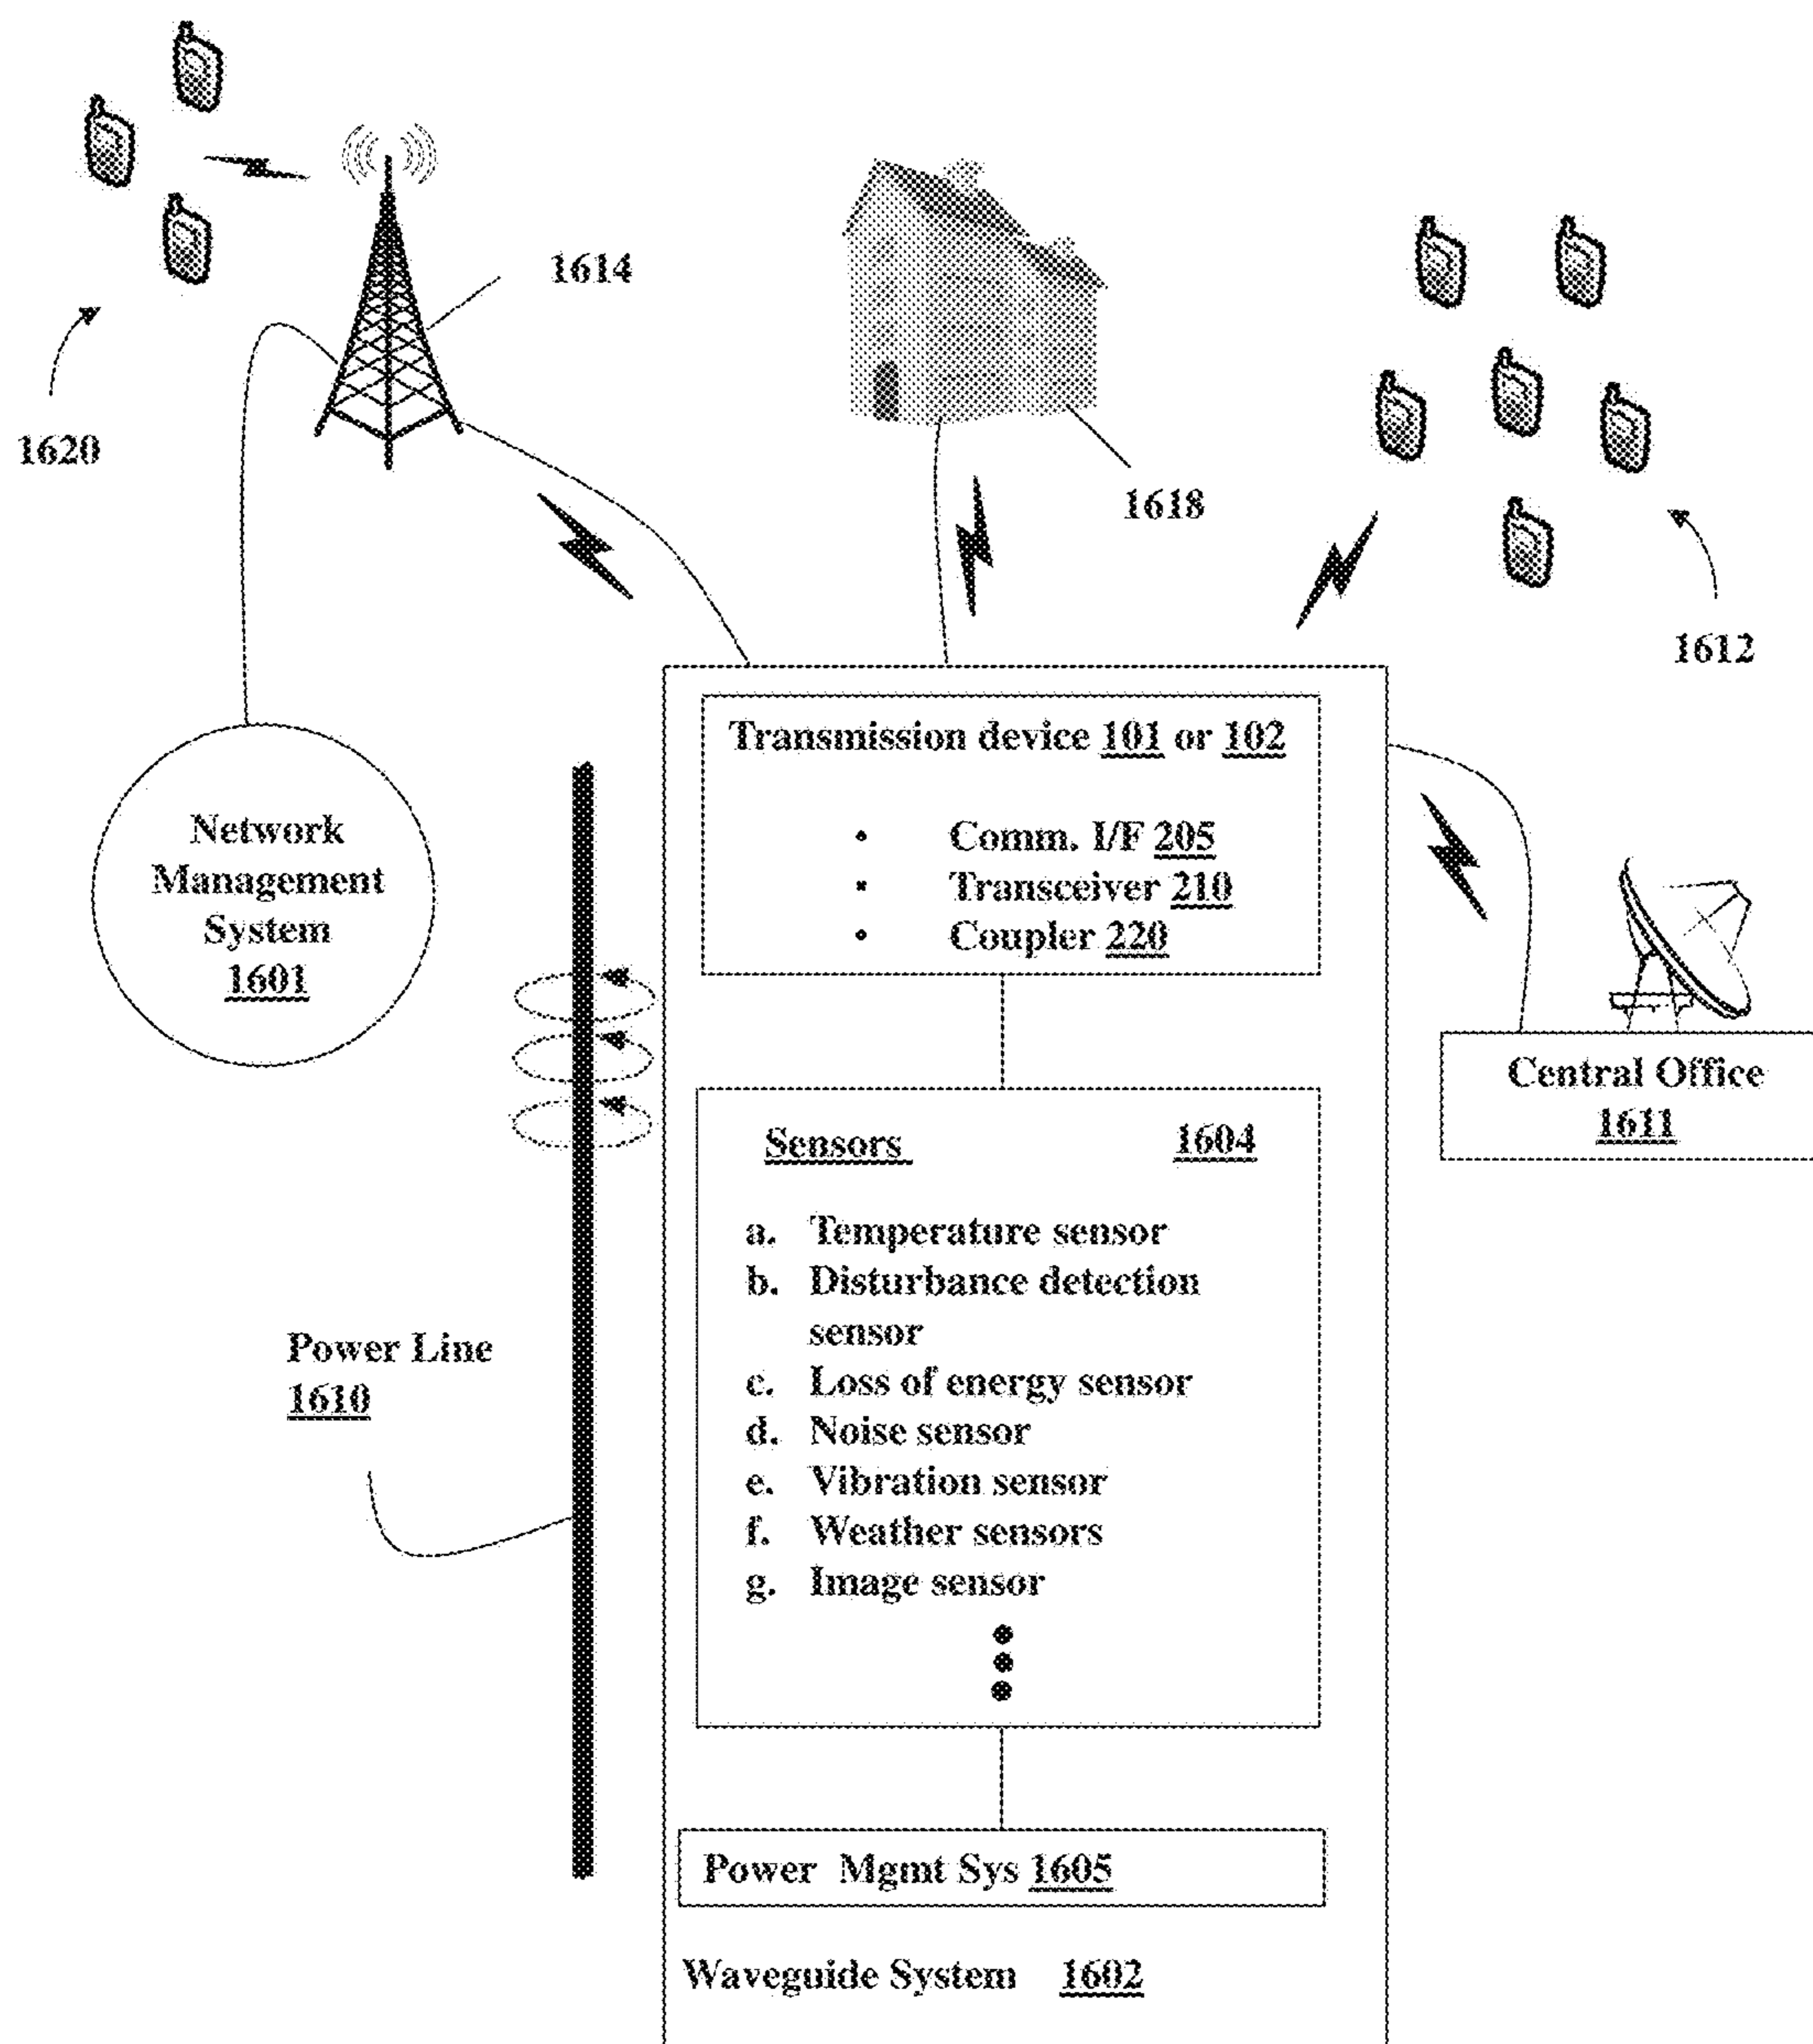 1614
1620
1618
1612
Network
Management
System
1601
Transmission device 101 or 102
• Comm. I/F 205
• Transceiver 210
• Coupler 220
Central Office
1611
Sensors 1604
a. Temperature sensor
b. Disturbance detection
sensor
c. Loss of energy sensor
d. Noise sensor
e. Vibration sensor
f. Weather sensors
g. Image sensor
Power Line
1610
Power Mgmt Sys 1605
Waveguide System 1602